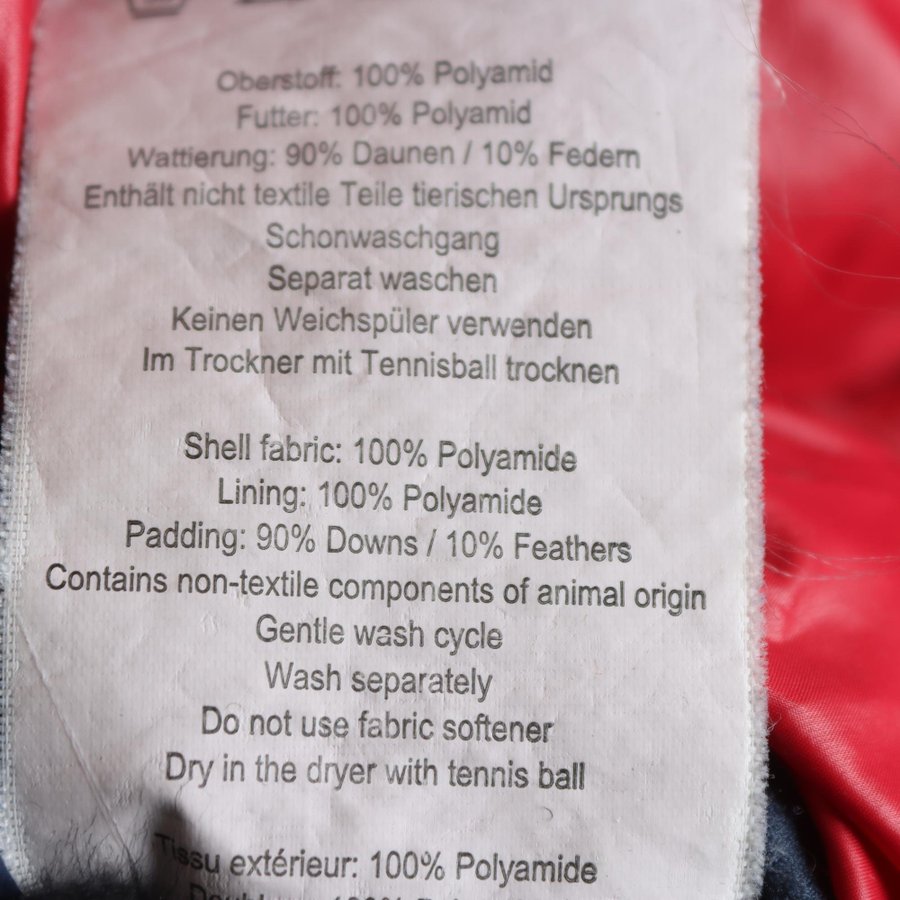 Oberstoff: 100% Polyamid
Futter: 100% Polyamid
Wattierung: 90% Daunen / 10% Federn
Enthält nicht textile Teile tierischen Ursprungs
Schonwaschgang
Separat waschen
Keinen Weichspüler verwenden
Im Trockner mit Tennisball trocknen
Shell fabric: 100% Polyamide
Lining: 100% Polyamide
Padding: 90% Downs / 10% Feathers
Contains non-textile components of animal origin
Gentle wash cycle
Wash separately
Do not use fabric softener
Dry in the dryer with tennis ball
Tissu extérieur: 100% Polyamide